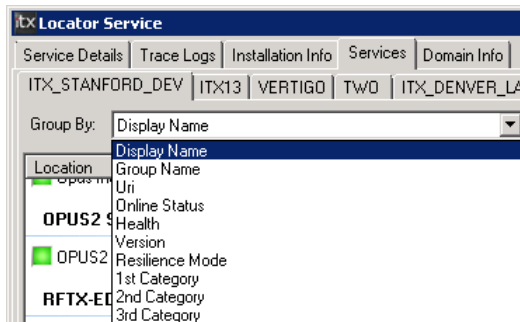 itx Locator Service
Service Details Trace Logs Installation Info Services Domain Info
ITX_STANFORD_DEV ITX13 VERTIGO TWO ITX_DENVER_LA
Group By: Display Name
Display Name
Location Group Name
Uri
Online Status
OPUS2 Health
Version
OPUS2 Resilience Mode
1st Category
RFTX-ED 2nd Category
3rd Category